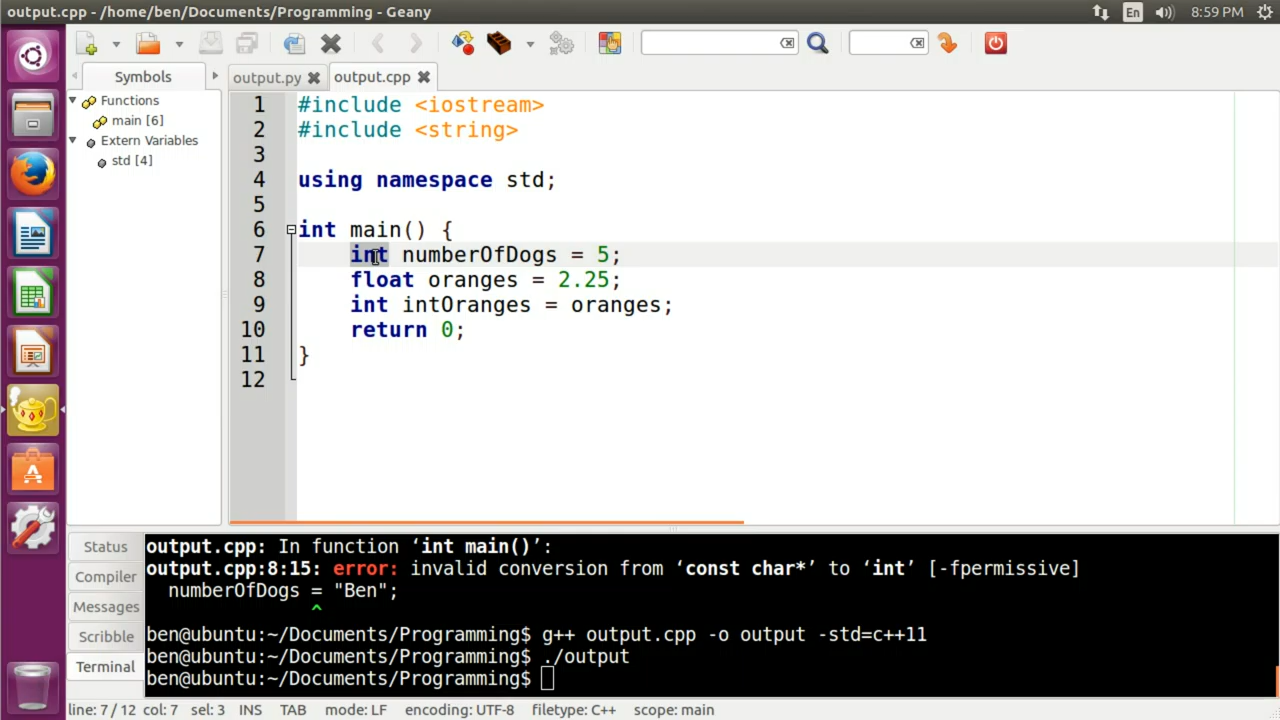 output.cpp - /home/ben/Documents/Programming - Geany
En
8:59 PM
Symbols
output.py
output.cpp
Functions
main [6]
Extern Variables
std [4]
1 #include <iostream>
2 #include <string>
3
4 using namespace std;
5
6 int main() {
7 int numberOfDogs = 5;
8 float oranges = 2.25;
9 int intOranges = oranges;
10 return 0;
11 }
12
Status
Compiler
Messages
Scribble
Terminal
output.cpp: In function ‘int main()’:
output.cpp:8:15: error: invalid conversion from ‘const char*’ to ‘int’ [-fpermissive]
numberOfDogs = "Ben";
^
ben@ubuntu:~/Documents/Programming$ g++ output.cpp -o output -std=c++11
ben@ubuntu:~/Documents/Programming$ ./output
ben@ubuntu:~/Documents/Programming$
line: 7 / 12 col: 7 sel: 3 INS TAB mode: LF encoding: UTF-8 filetype: C++ scope: main